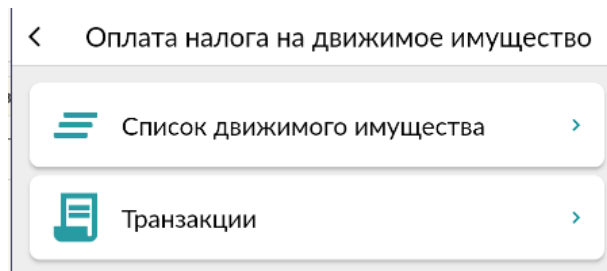 Оплата налога на движимое имущество
Список движимого имущества
Транзакции